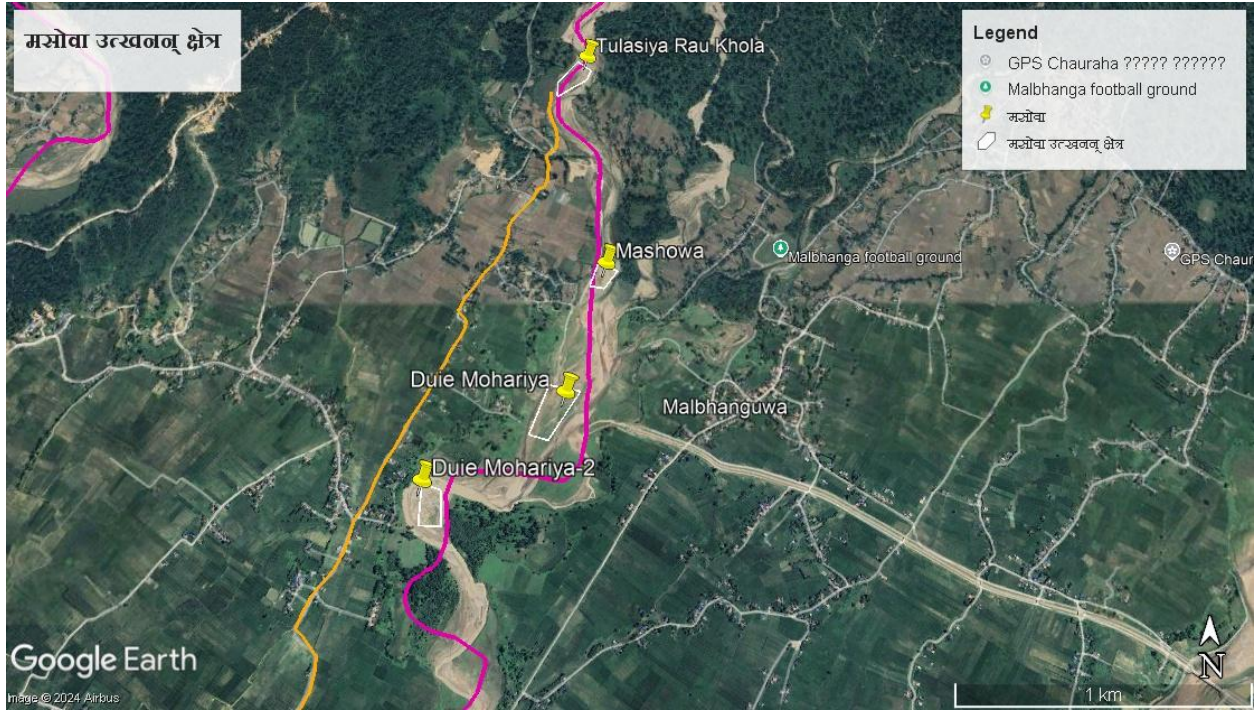 मसोवा उत्खनन् क्षेत्र
Legend
GPS Chauraha ????? ??????
Malbhanga football ground
मसोवा
मसोवा उत्खनन् क्षेत्र
Tulasiya Rau Khola
Mashowa
Malbhanga football ground
GPS Chaur
Duie Mohariya
Malbhanguwa
Duie Mohariya-2
Google Earth
Image © 2024 Airbus
N
1 km